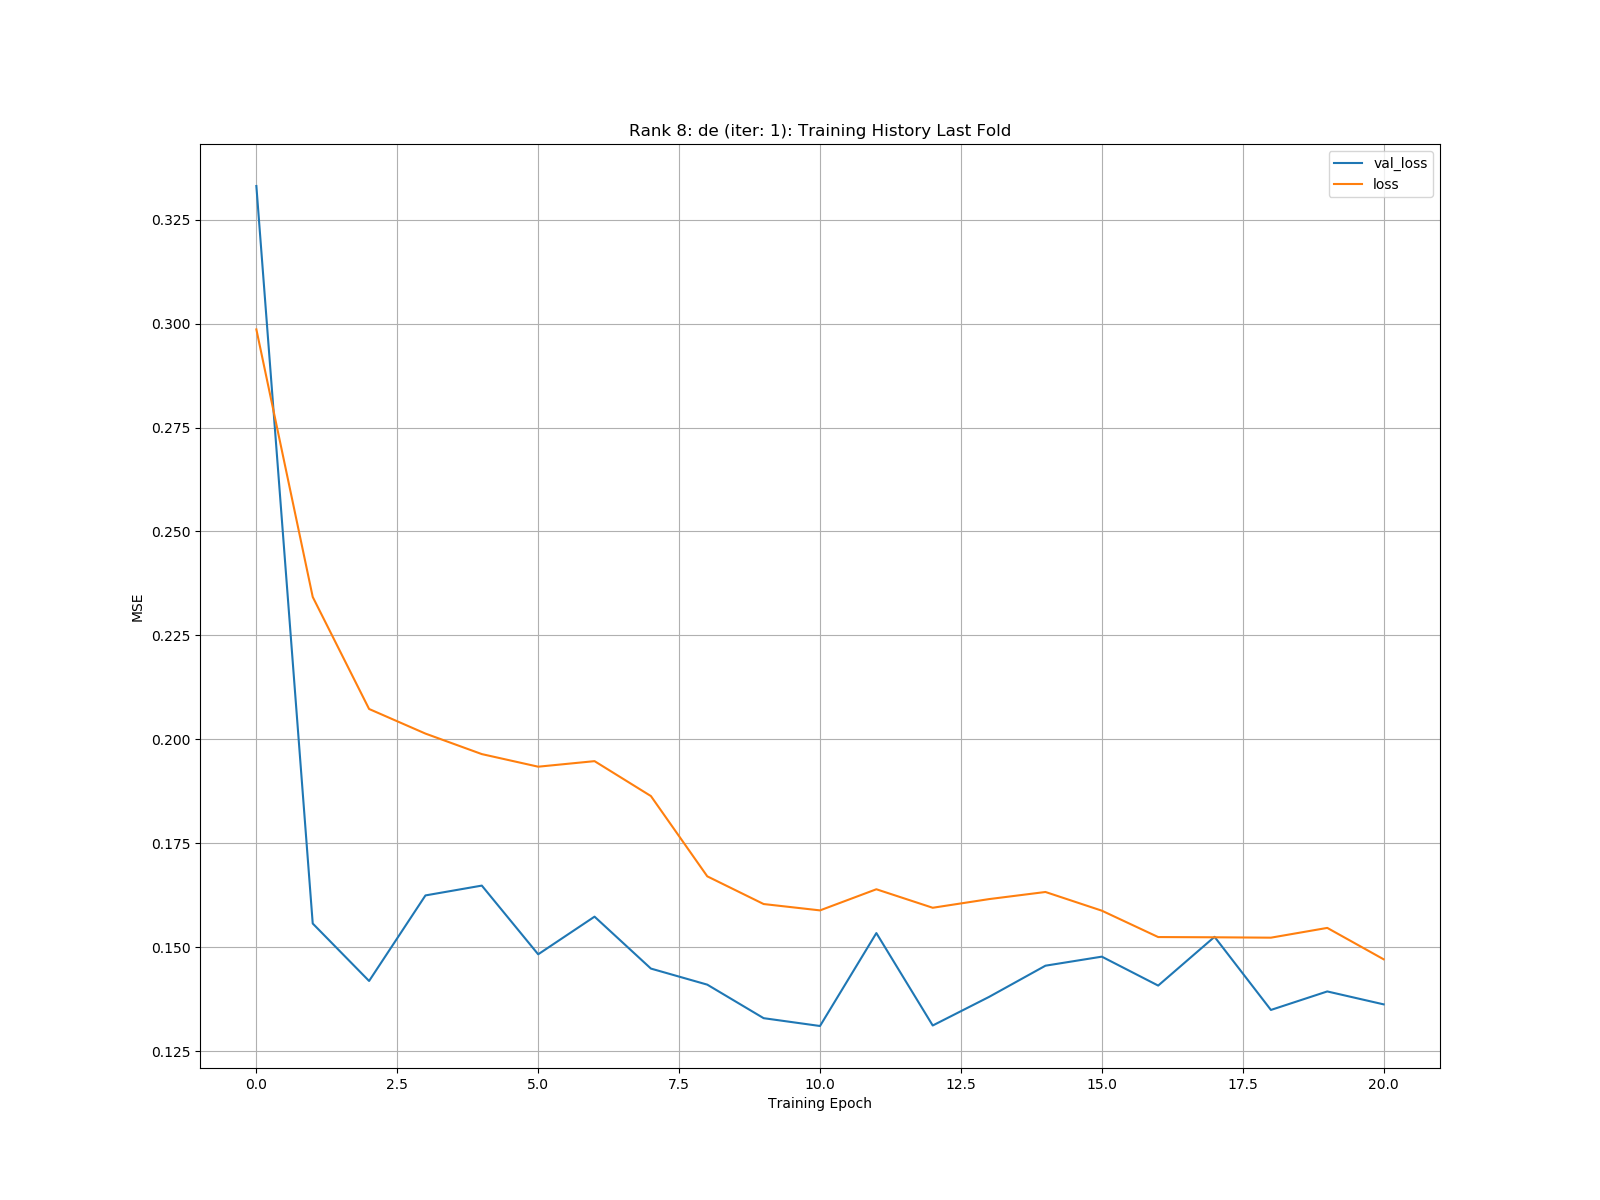 Rank 8: de (iter: 1): Training History Last Fold
val_loss
loss
0.325
0.300
0.275
0.250
0.225
0.200
0.175
0.150
0.125
MSE
0.0 2.5 5.0 7.5 10.0 12.5 15.0 17.5 20.0
Training Epoch